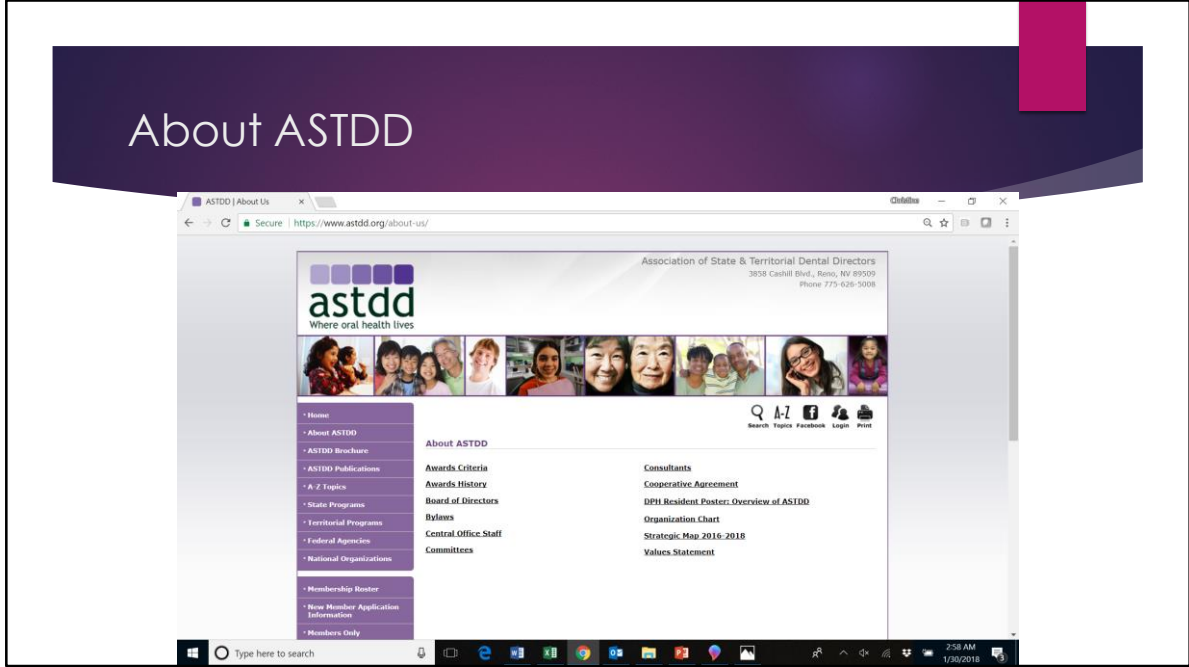 About ASTDD
ASTDD | About Us
Christina
Secure | https://www.astdd.org/about-us/
Association of State & Territorial Dental Directors
3858 Cashill Blvd., Reno, NV 89509
Phone 775-626-5008
astdd
Where oral health lives
Search Topics Facebook Login Print
A-Z
Home
About ASTDD
ASTDD Brochure
ASTDD Publications
A-Z Topics
State Programs
Territorial Programs
Federal Agencies
National Organizations
Membership Roster
New Member Application
Information
Members Only
About ASTDD
Awards Criteria
Awards History
Board of Directors
Bylaws
Central Office Staff
Committees
Consultants
Cooperative Agreement
DPH Resident Poster: Overview of ASTDD
Organization Chart
Strategic Map 2016-2018
Values Statement
Type here to search
2:58 AM
1/30/2018